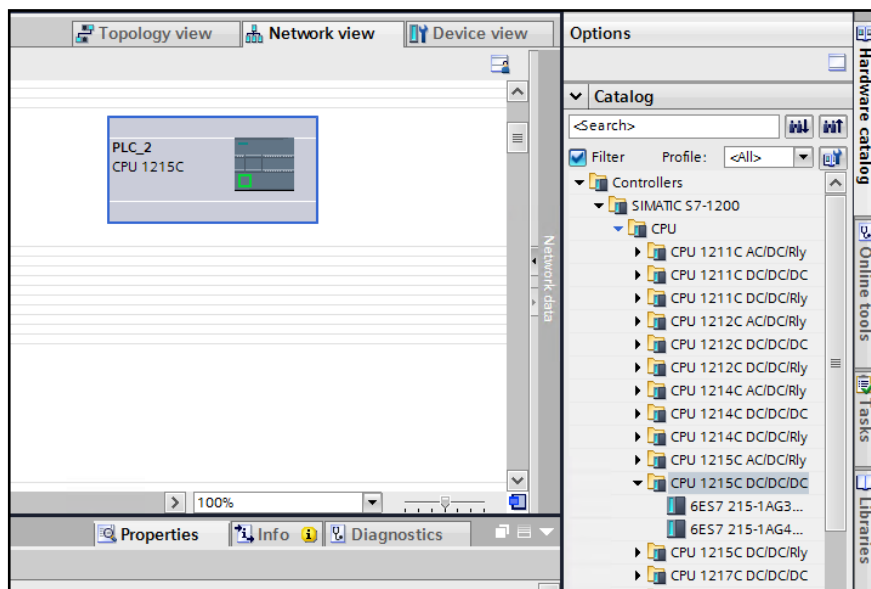 Topology view
Network view
Device view
Options
PLC_2
CPU 1215C
Network data
100%
Properties
Info
Diagnostics
Catalog
<Search>
Filter
Profile:
<All>
Controllers
SIMATIC S7-1200
CPU
CPU 1211C AC/DC/Rly
CPU 1211C DC/DC/DC
CPU 1211C DC/DC/Rly
CPU 1212C AC/DC/Rly
CPU 1212C DC/DC/DC
CPU 1212C DC/DC/Rly
CPU 1214C AC/DC/Rly
CPU 1214C DC/DC/DC
CPU 1214C DC/DC/Rly
CPU 1215C AC/DC/Rly
CPU 1215C DC/DC/DC
6ES7 215-1AG3...
6ES7 215-1AG4...
CPU 1215C DC/DC/Rly
CPU 1217C DC/DC/DC
Hardware catalog
Online tools
Tasks
Libraries